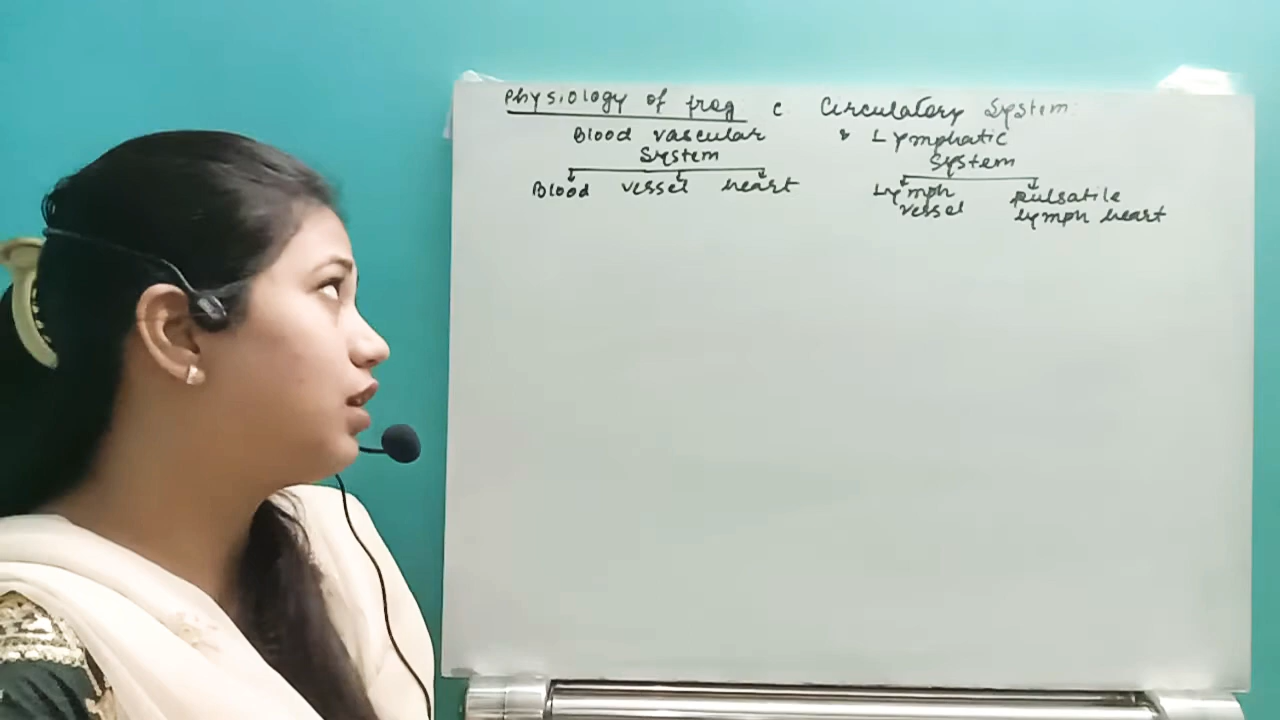 Physiology of frog c Circulatory System
Blood vascular & Lymphatic
System System
Blood vessel heart Lymph pulsatile
vessel lymph heart